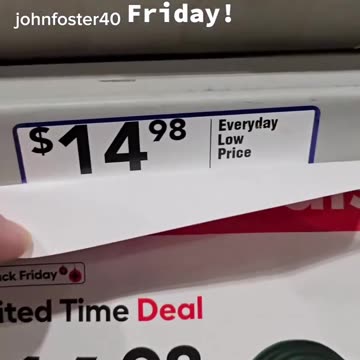 johnfoster40 Friday!
$14.98 Everyday
Low
Price
ck Friday
ited Time Deal